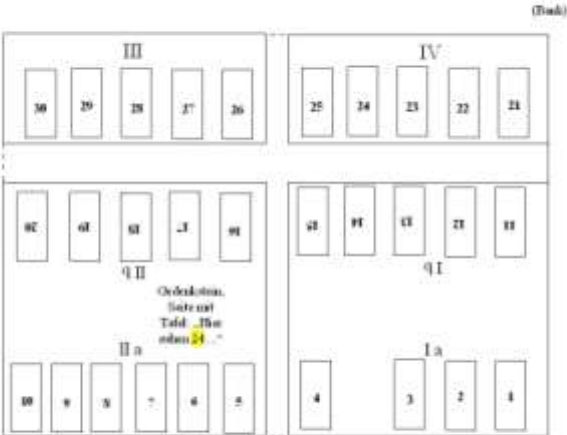 (Bank)
III
IV
30 29 28 27 26
25 24 23 22 21
20 19 18 17 16
15 14 13 12 11
II b
I b
Gedenkstein,
Seite mit
Tafel: „Hier
ruhen 24 ..."
II a
I a
10 9 8 7 6 5
4 3 2 1